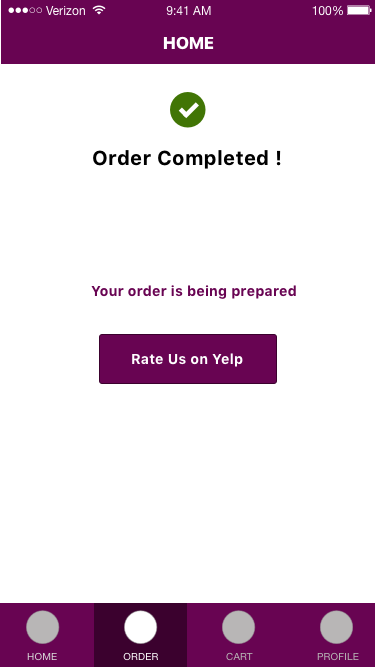 Verizon 9:41 AM 100%
HOME
Order Completed !
Your order is being prepared
Rate Us on Yelp
HOME ORDER CART PROFILE